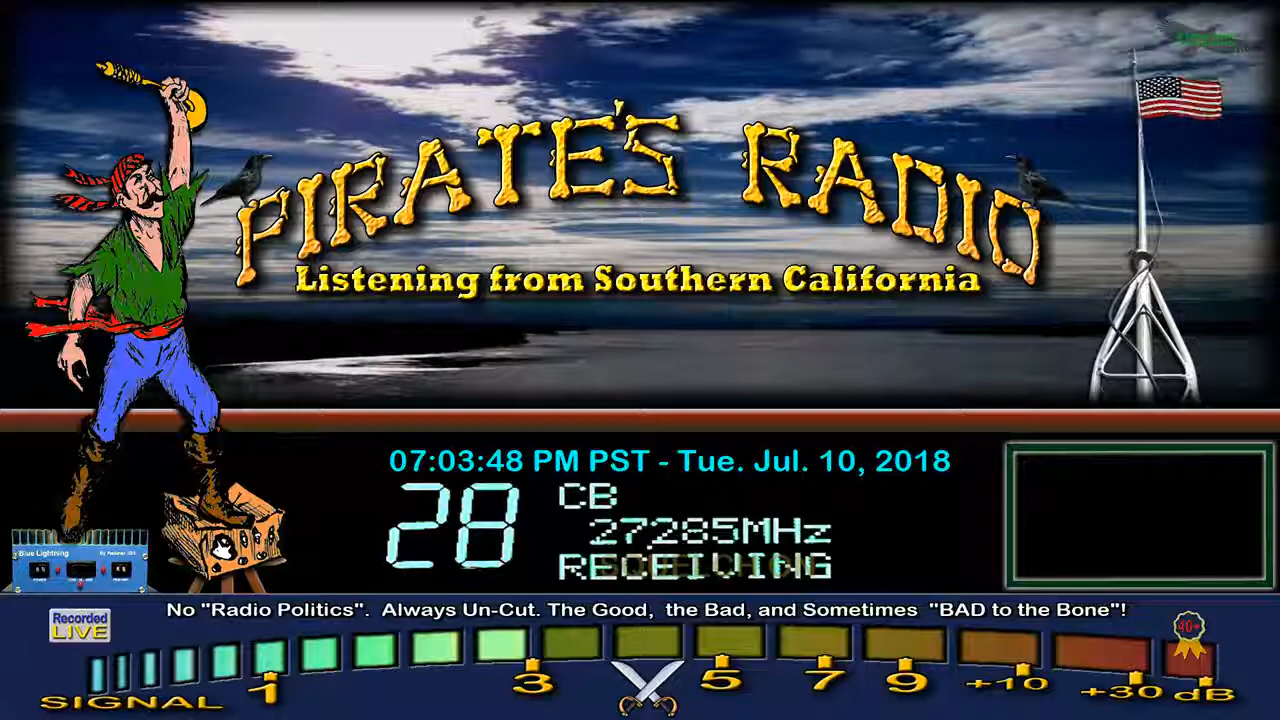 PIRATE'S RADIO
Listening from Southern California
07:03:48 PM PST - Tue. Jul. 10, 2018
28
CB
27.285MHz
RECEIVING
Blue Lightning
No "Radio Politics". Always Un-Cut. The Good, the Bad, and Sometimes "BAD to the Bone"!
Recorded
LIVE
40+
SIGNAL 1 3 5 7 9 +10 +30 dB